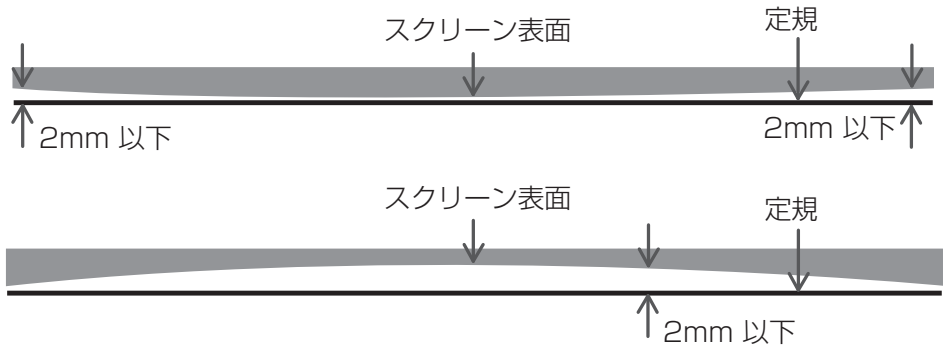 スクリーン表面
定規
2mm 以下
2mm 以下
スクリーン表面
定規
2mm 以下